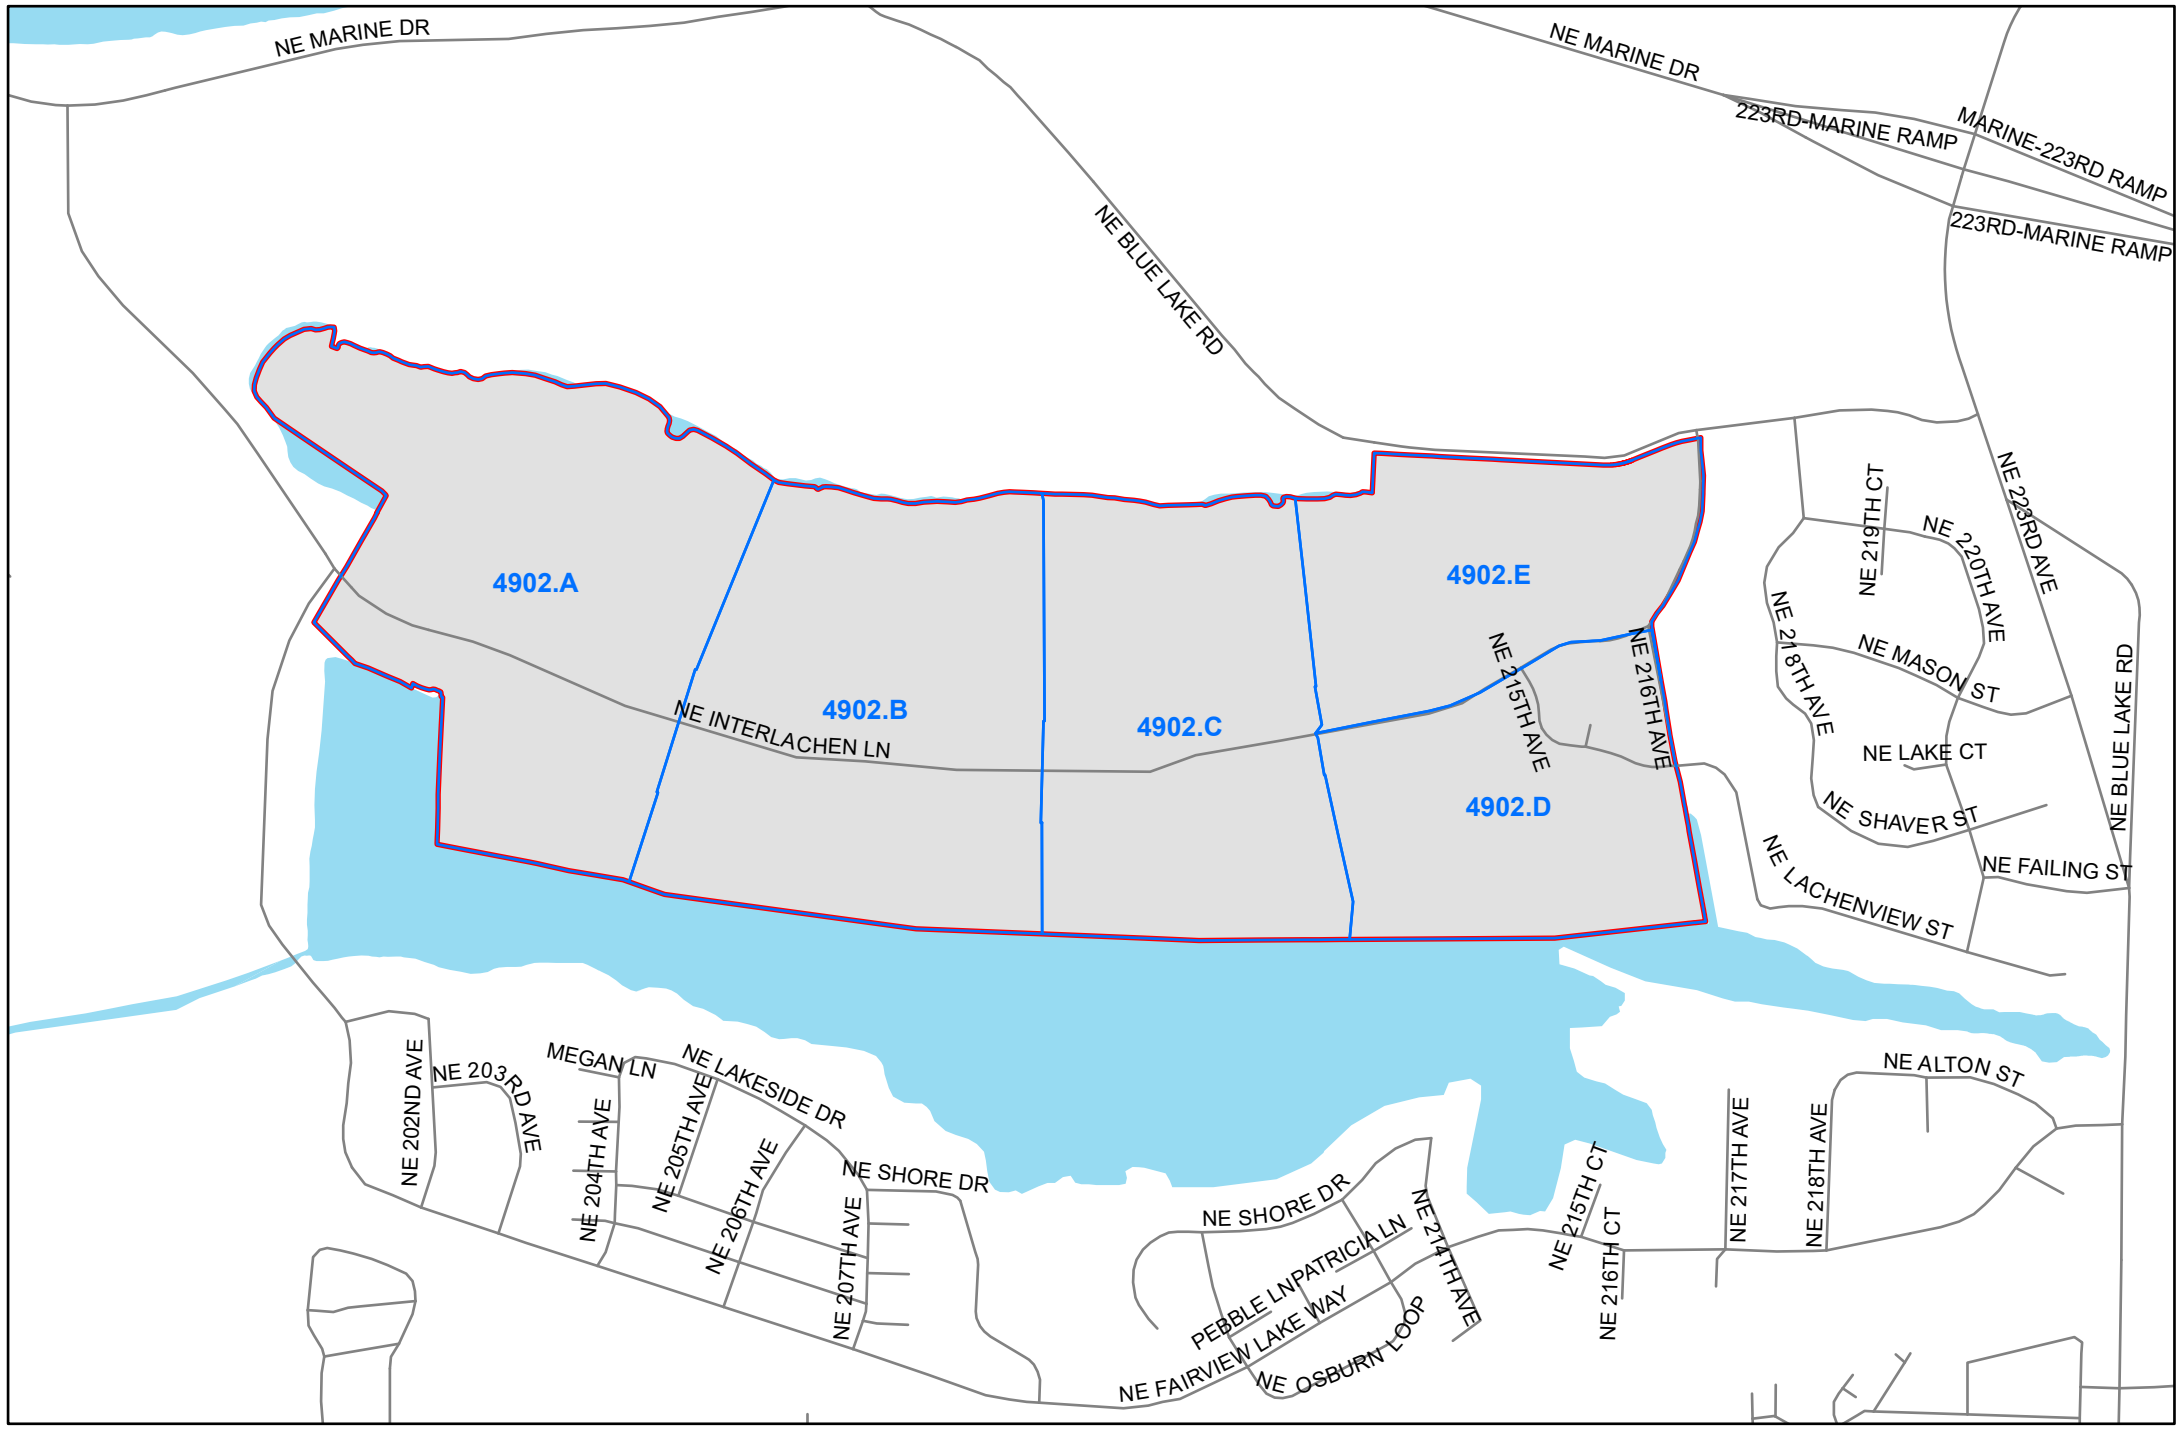 NE MARINE DR
NE MARINE DR
223RD-MARINE RAMP
MARINE-223RD RAMP
223RD-MARINE RAMP
NE BLUE LAKE RD
NE 223RD AVE
NE 219TH CT
NE 220TH AVE
4902.A
4902.E
NE 218TH AVE
NE 215TH AVE
NE 216TH AVE
NE MASON ST
4902.B
4902.C
NE INTERLACHEN LN
NE LAKE CT
NE BLUE LAKE RD
4902.D
NE SHAVER ST
NE LACHENVIEW ST
NE FAILING ST
NE 202ND AVE
NE 203RD AVE
MEGAN LN
NE LAKESIDE DR
NE ALTON ST
NE 204TH AVE
NE 205TH AVE
NE 206TH AVE
NE SHORE DR
NE 207TH AVE
NE SHORE DR
PATRICIA LN
NE 214TH AVE
NE 215TH CT
NE 216TH CT
NE 217TH AVE
NE 218TH AVE
PEBBLE LN
NE FAIRVIEW LAKE WAY
NE OSBURN LOOP